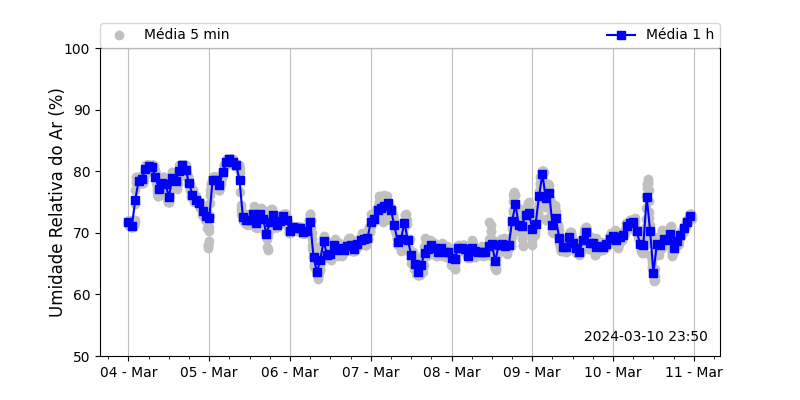 Média 5 min
Média 1 h
Umidade Relativa do Ar (%)
100
90
80
70
60
50
2024-03-10 23:50
04 - Mar
05 - Mar
06 - Mar
07 - Mar
08 - Mar
09 - Mar
10 - Mar
11 - Mar